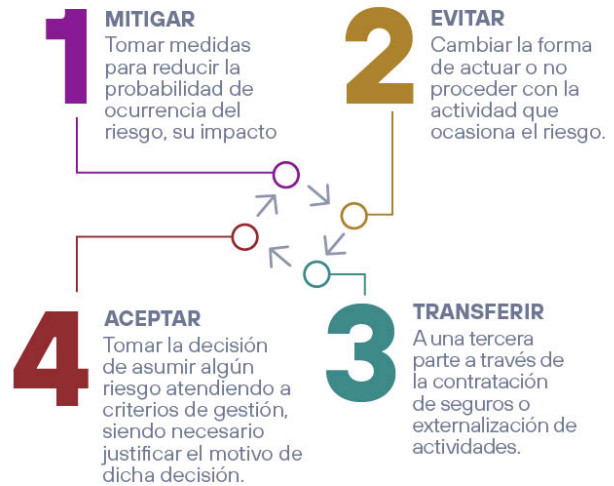 1
MITIGAR
Tomar medidas
para reducir la
probabilidad de
ocurrencia del
riesgo, su impacto
2
EVITAR
Cambiar la forma
de actuar o no
proceder con la
actividad que
ocasiona el riesgo.
3
TRANSFERIR
A una tercera
parte a través de
la contratación
de seguros o
externalización de
actividades.
4
ACEPTAR
Tomar la decisión
de asumir algún
riesgo atendiendo a
criterios de gestión,
siendo necesario
justificar el motivo de
dicha decisión.